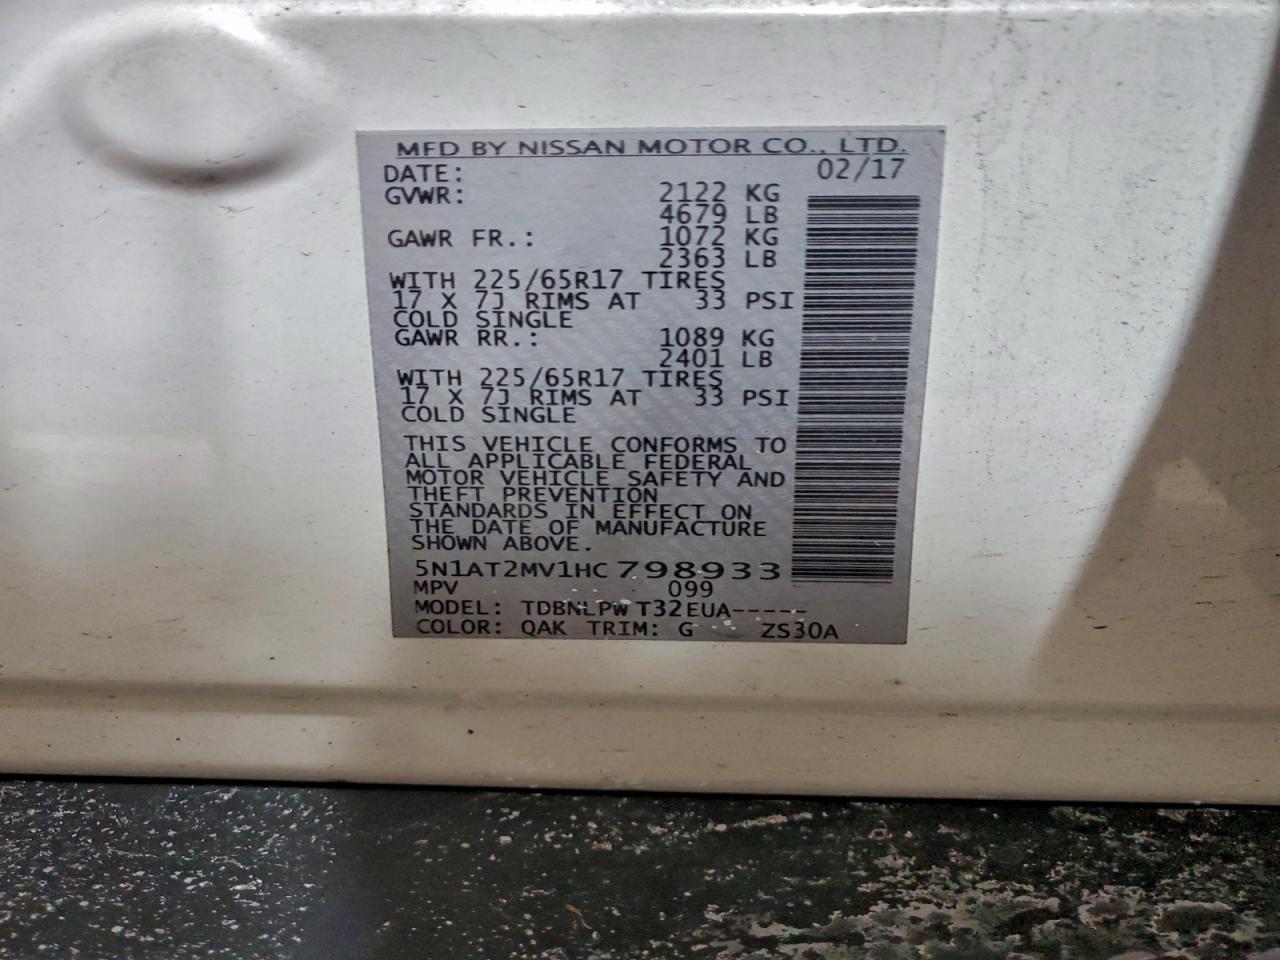 MFD BY NISSAN MOTOR CO., LTD.
DATE: 02/17
GVWR: 2122 KG
4679 LB
GAWR FR.: 1072 KG
2363 LB
WITH 225/65R17 TIRES
17 X 7J RIMS AT 33 PSI
COLD SINGLE
GAWR RR.: 1089 KG
2401 LB
WITH 225/65R17 TIRES
17 X 7J RIMS AT 33 PSI
COLD SINGLE
THIS VEHICLE CONFORMS TO
ALL APPLICABLE FEDERAL
MOTOR VEHICLE SAFETY AND
THEFT PREVENTION
STANDARDS IN EFFECT ON
THE DATE OF MANUFACTURE
SHOWN ABOVE.
5N1AT2MV1HC798933
MPV 099
MODEL: TDBNLPW T32EUA-----
COLOR: QAK TRIM: G ZS30A